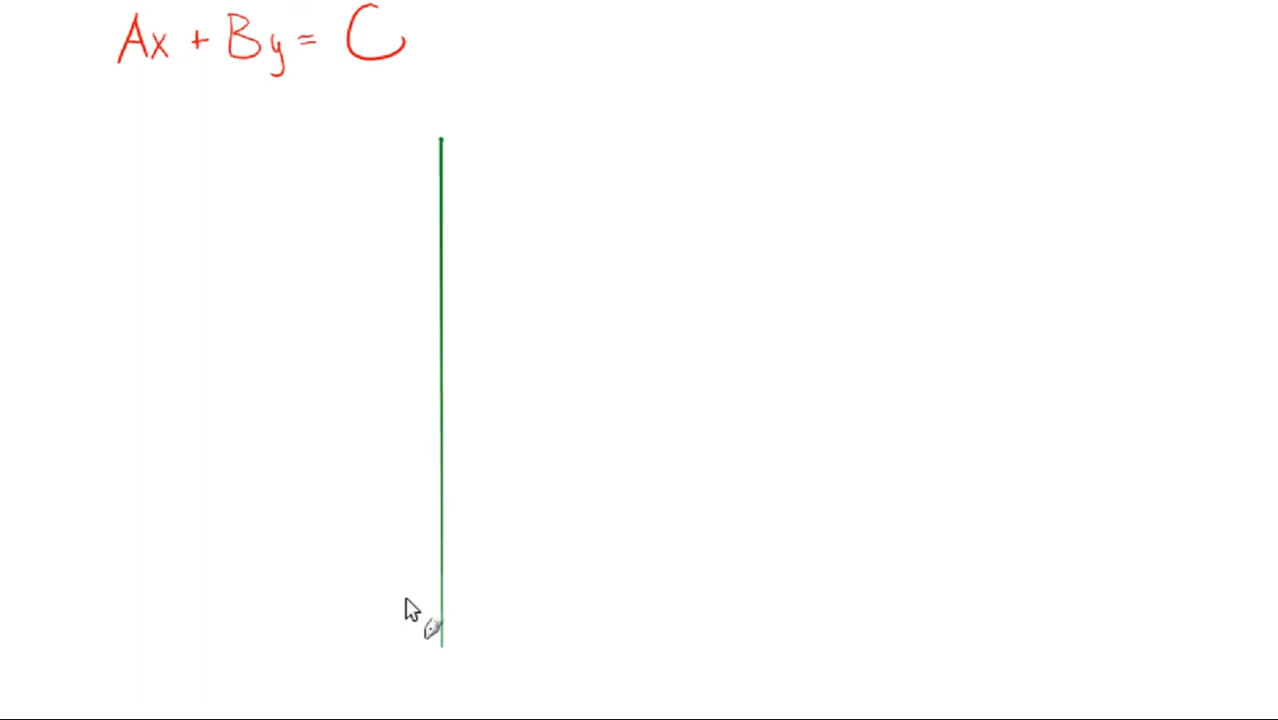 Ax + By = C